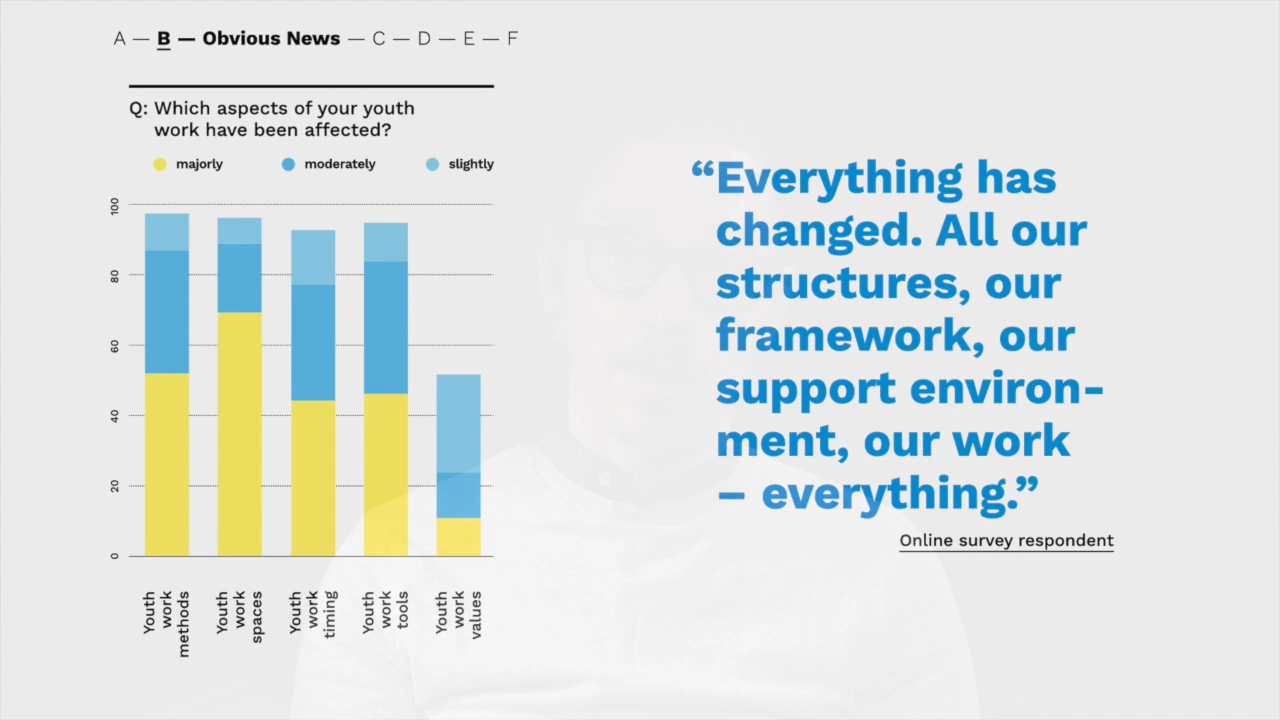 A — B — Obvious News — C — D — E — F
Q: Which aspects of your youth
work have been affected?
majorly moderately slightly
100
80
60
40
20
0
Youth
work
methods
Youth
work
spaces
Youth
work
timing
Youth
work
tools
Youth
work
values
“Everything has
changed. All our
structures, our
framework, our
support environ-
ment, our work
– everything.”
Online survey respondent